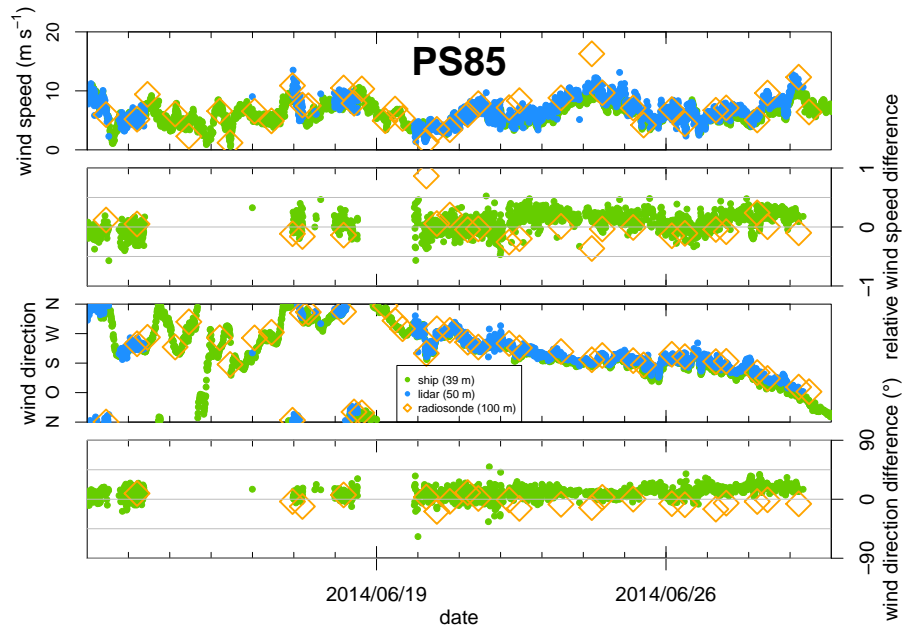 PS85
wind speed (m s⁻¹)
20
10
0
relative wind speed difference
1
0
−1
wind direction
N
W
S
O
N
ship (39 m)
lidar (50 m)
radiosonde (100 m)
wind direction difference (°)
90
0
−90
2014/06/19
2014/06/26
date